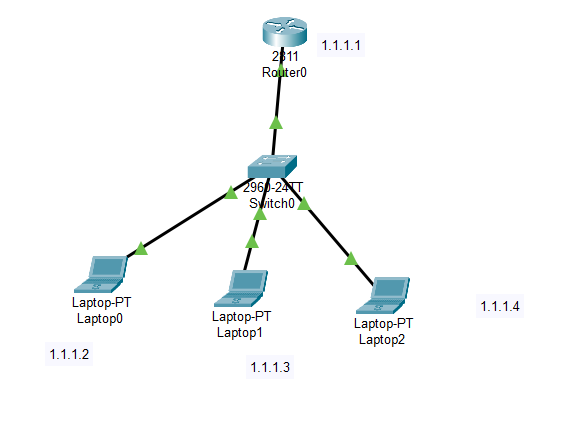 2811
Router0
1.1.1.1
2960-24TT
Switch0
Laptop-PT
Laptop0
1.1.1.2
Laptop-PT
Laptop1
1.1.1.3
Laptop-PT
Laptop2
1.1.1.4